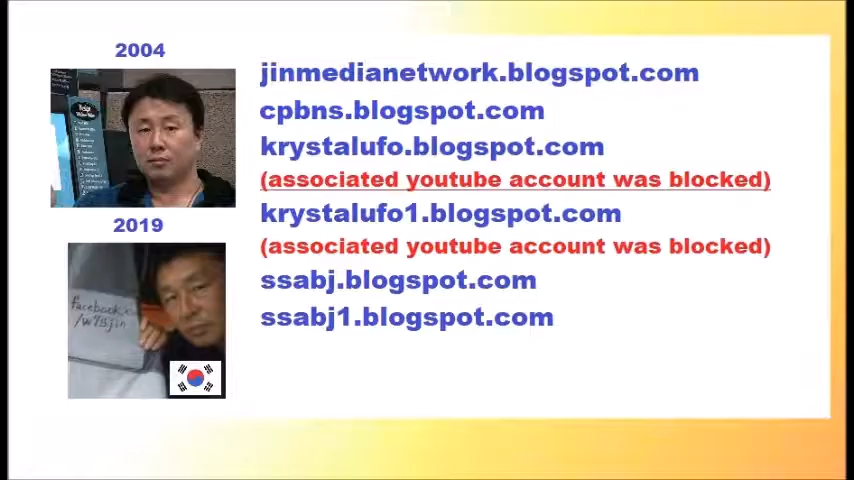 2004
jinmedianetwork.blogspot.com
cpbns.blogspot.com
krystalufo.blogspot.com
(associated youtube account was blocked)
2019
krystalufo1.blogspot.com
(associated youtube account was blocked)
ssabj.blogspot.com
ssabj1.blogspot.com